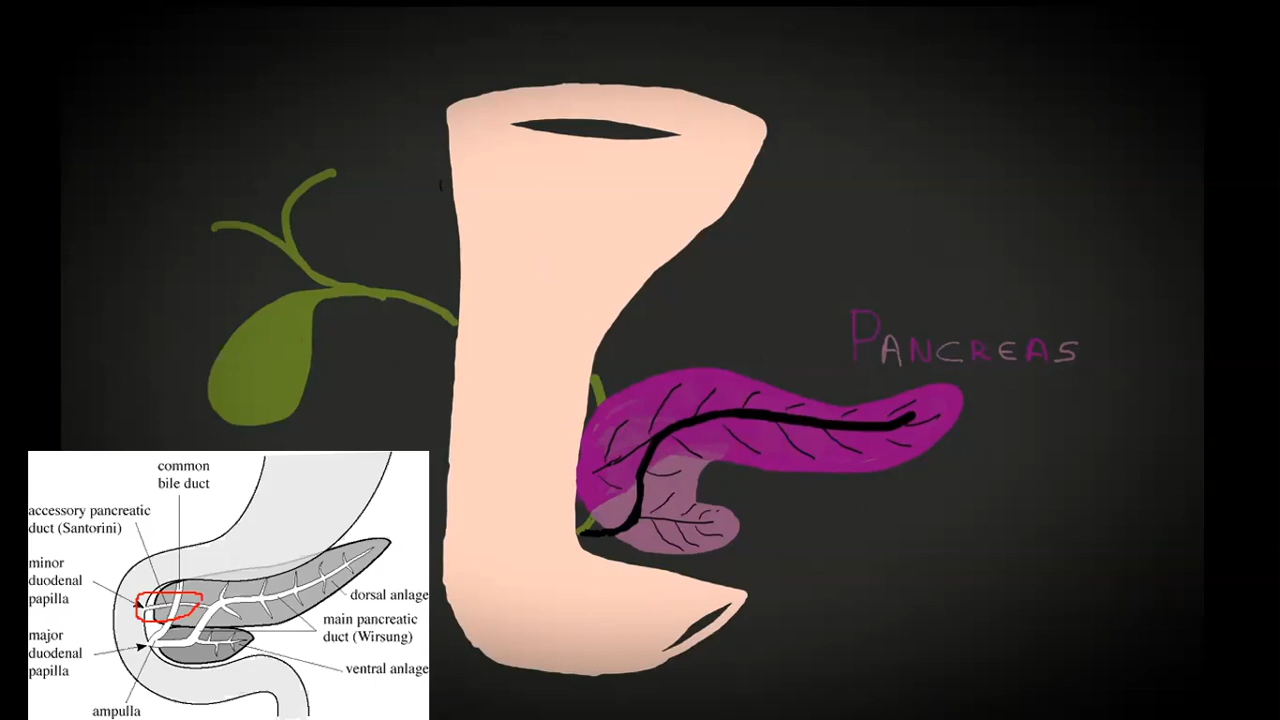 PANCREAS
common
bile duct
accessory pancreatic
duct (Santorini)
minor
duodenal
papilla
dorsal anlage
main pancreatic
duct (Wirsung)
major
duodenal
papilla
ventral anlage
ampulla